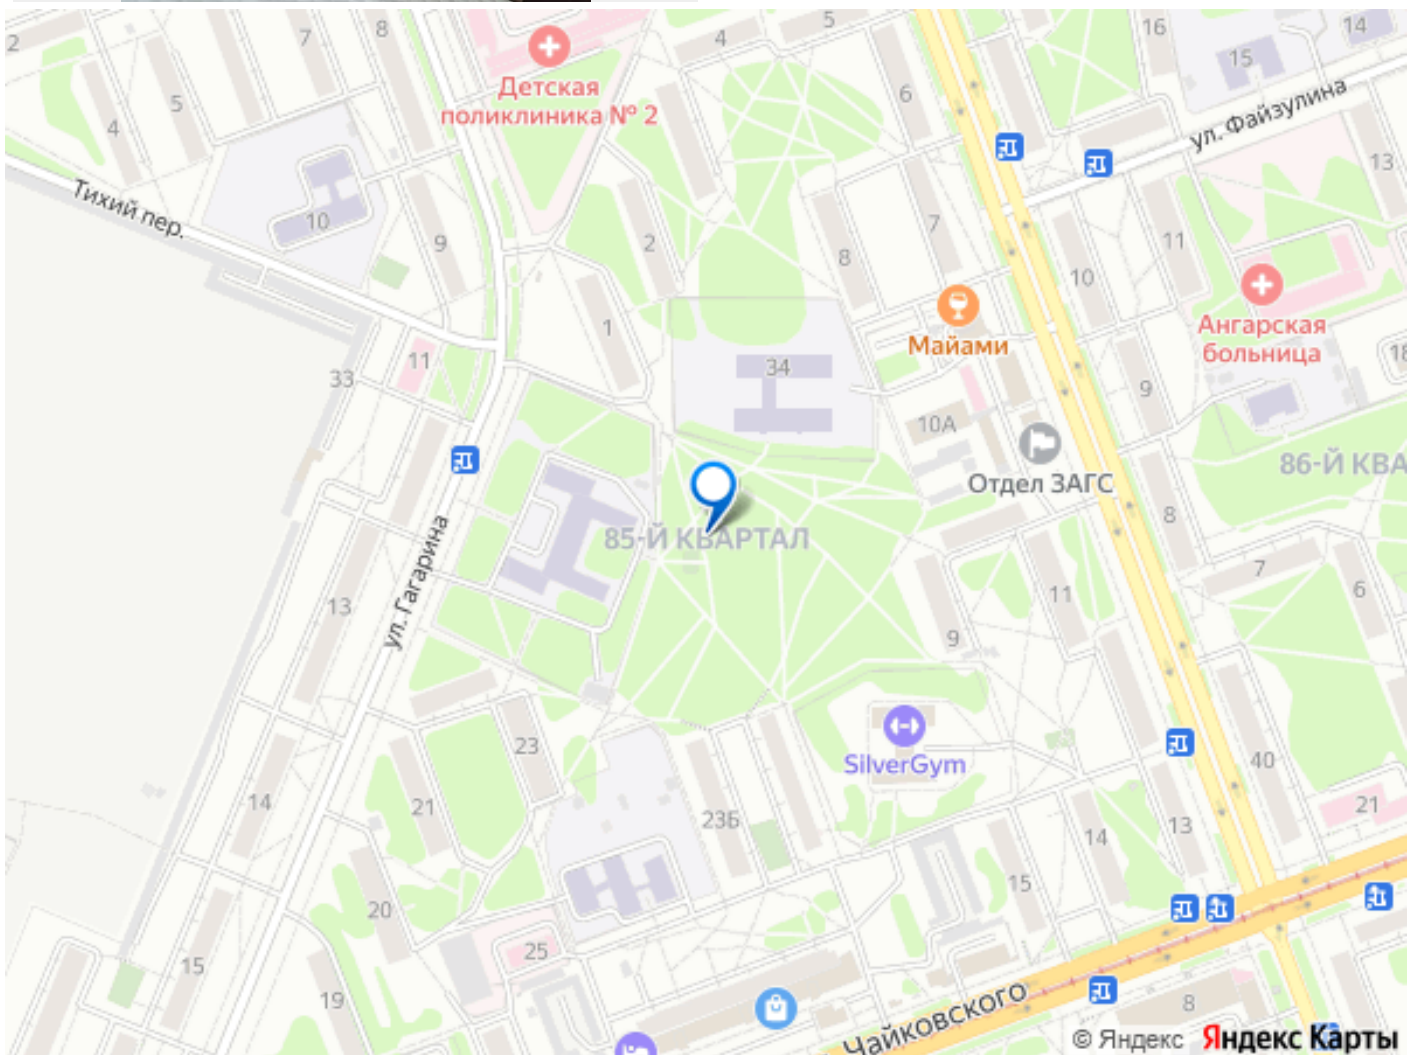 2
7
8
4
5
16
14
15
Детская
поликлиника № 2
5
4
6
ул. Файзулина
13
Тихий пер.
10
9
2
8
7
11
10
Ангарская
больница
1
Майами
33
11
34
18
9
10А
Отдел ЗАГС
86-Й КВА
85-Й КВАРТАЛ
8
ул. Гагарина
7
6
13
11
9
23
SilverGym
40
14
21
23Б
14
13
21
20
15
25
15
19
Чайковского
8
© Яндекс Яндекс Карты